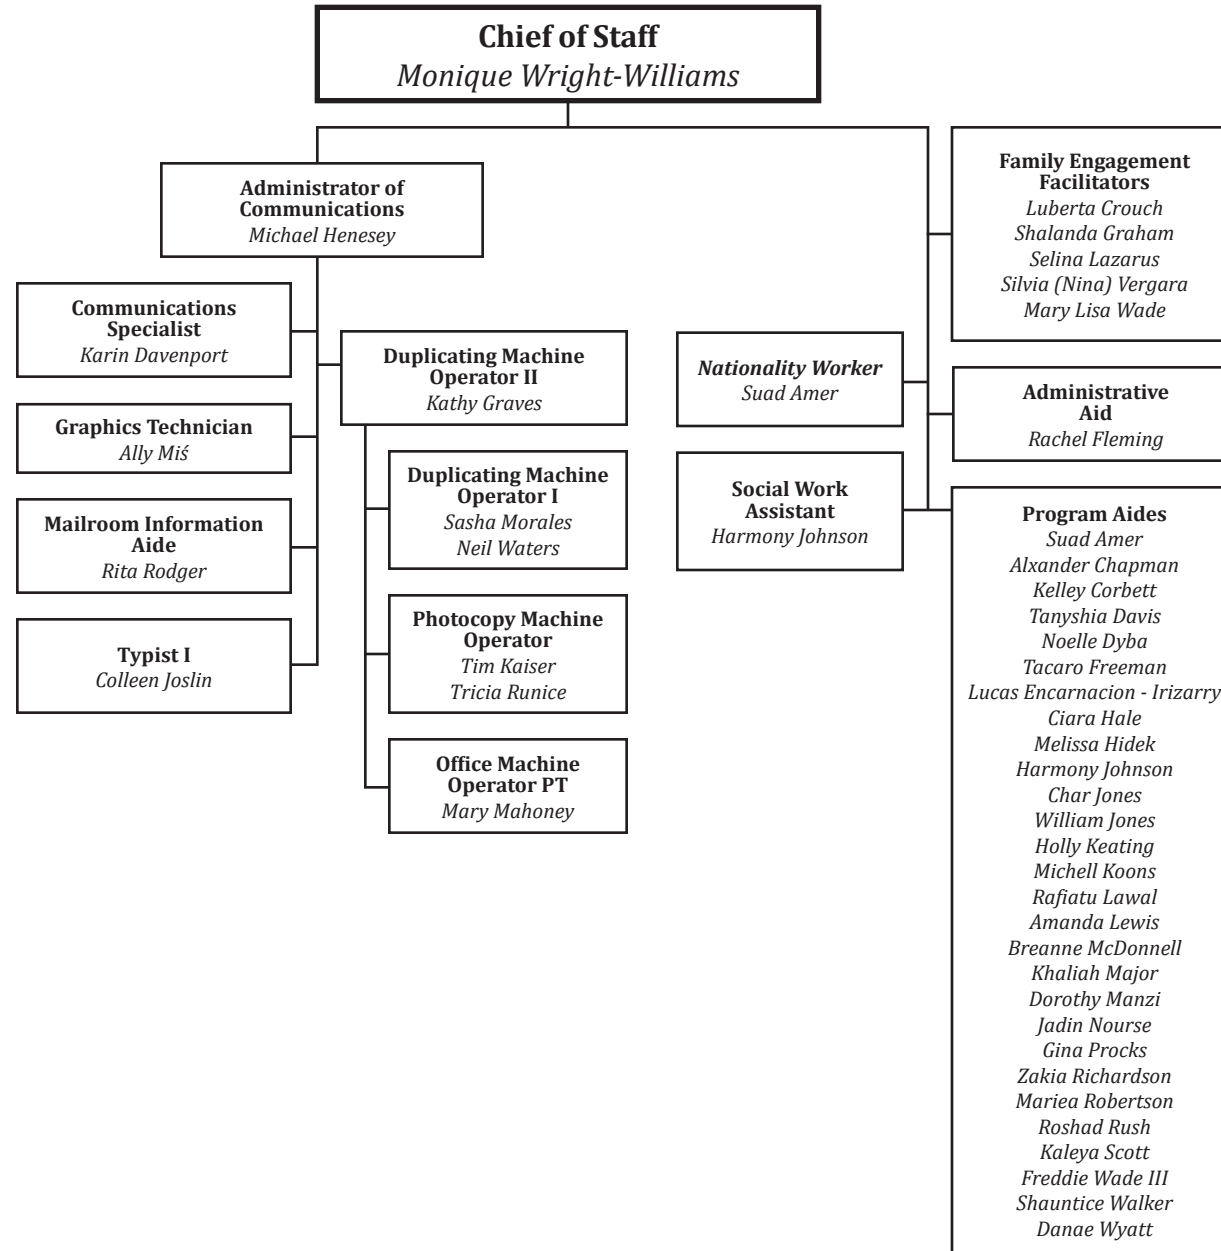 Chief of Staff
Monique Wright-Williams
Administrator of
Communications
Michael Henesey
Communications
Specialist
Karin Davenport
Graphics Technician
Ally Miś
Mailroom Information
Aide
Rita Rodger
Typist I
Colleen Joslin
Duplicating Machine
Operator II
Kathy Graves
Duplicating Machine
Operator I
Sasha Morales
Neil Waters
Photocopy Machine
Operator
Tim Kaiser
Tricia Runice
Office Machine
Operator PT
Mary Mahoney
Nationality Worker
Suad Amer
Social Work
Assistant
Harmony Johnson
Family Engagement
Facilitators
Luberta Crouch
Shalanda Graham
Selina Lazarus
Silvia (Nina) Vergara
Mary Lisa Wade
Administrative
Aid
Rachel Fleming
Program Aides
Suad Amer
Alxander Chapman
Kelley Corbett
Tanyshia Davis
Noelle Dyba
Tacaro Freeman
Lucas Encarnacion - Irizarry
Ciara Hale
Melissa Hidek
Harmony Johnson
Char Jones
William Jones
Holly Keating
Michell Koons
Rafiatu Lawal
Amanda Lewis
Breanne McDonnell
Khaliah Major
Dorothy Manzi
Jadin Nourse
Gina Procks
Zakia Richardson
Mariea Robertson
Roshad Rush
Kaleya Scott
Freddie Wade III
Shauntice Walker
Danae Wyatt